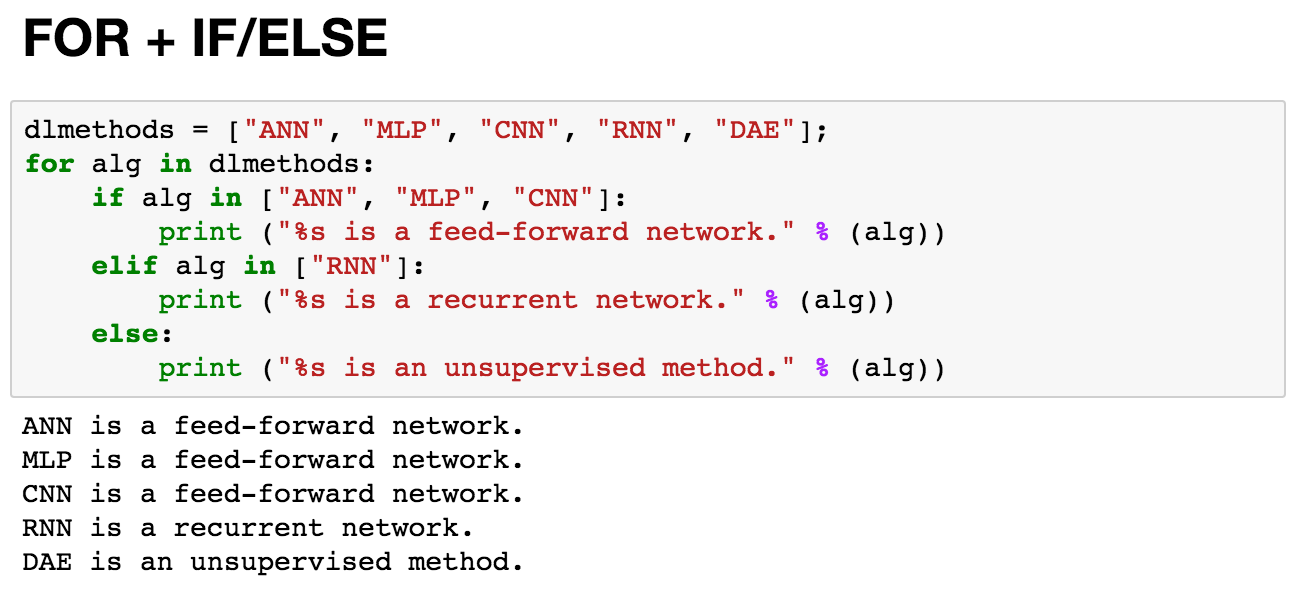 FOR + IF/ELSE
dlmethods = ["ANN", "MLP", "CNN", "RNN", "DAE"];
for alg in dlmethods:
    if alg in ["ANN", "MLP", "CNN"]:
        print ("%s is a feed-forward network." % (alg))
    elif alg in ["RNN"]:
        print ("%s is a recurrent network." % (alg))
    else:
        print ("%s is an unsupervised method." % (alg))
ANN is a feed-forward network.
MLP is a feed-forward network.
CNN is a feed-forward network.
RNN is a recurrent network.
DAE is an unsupervised method.